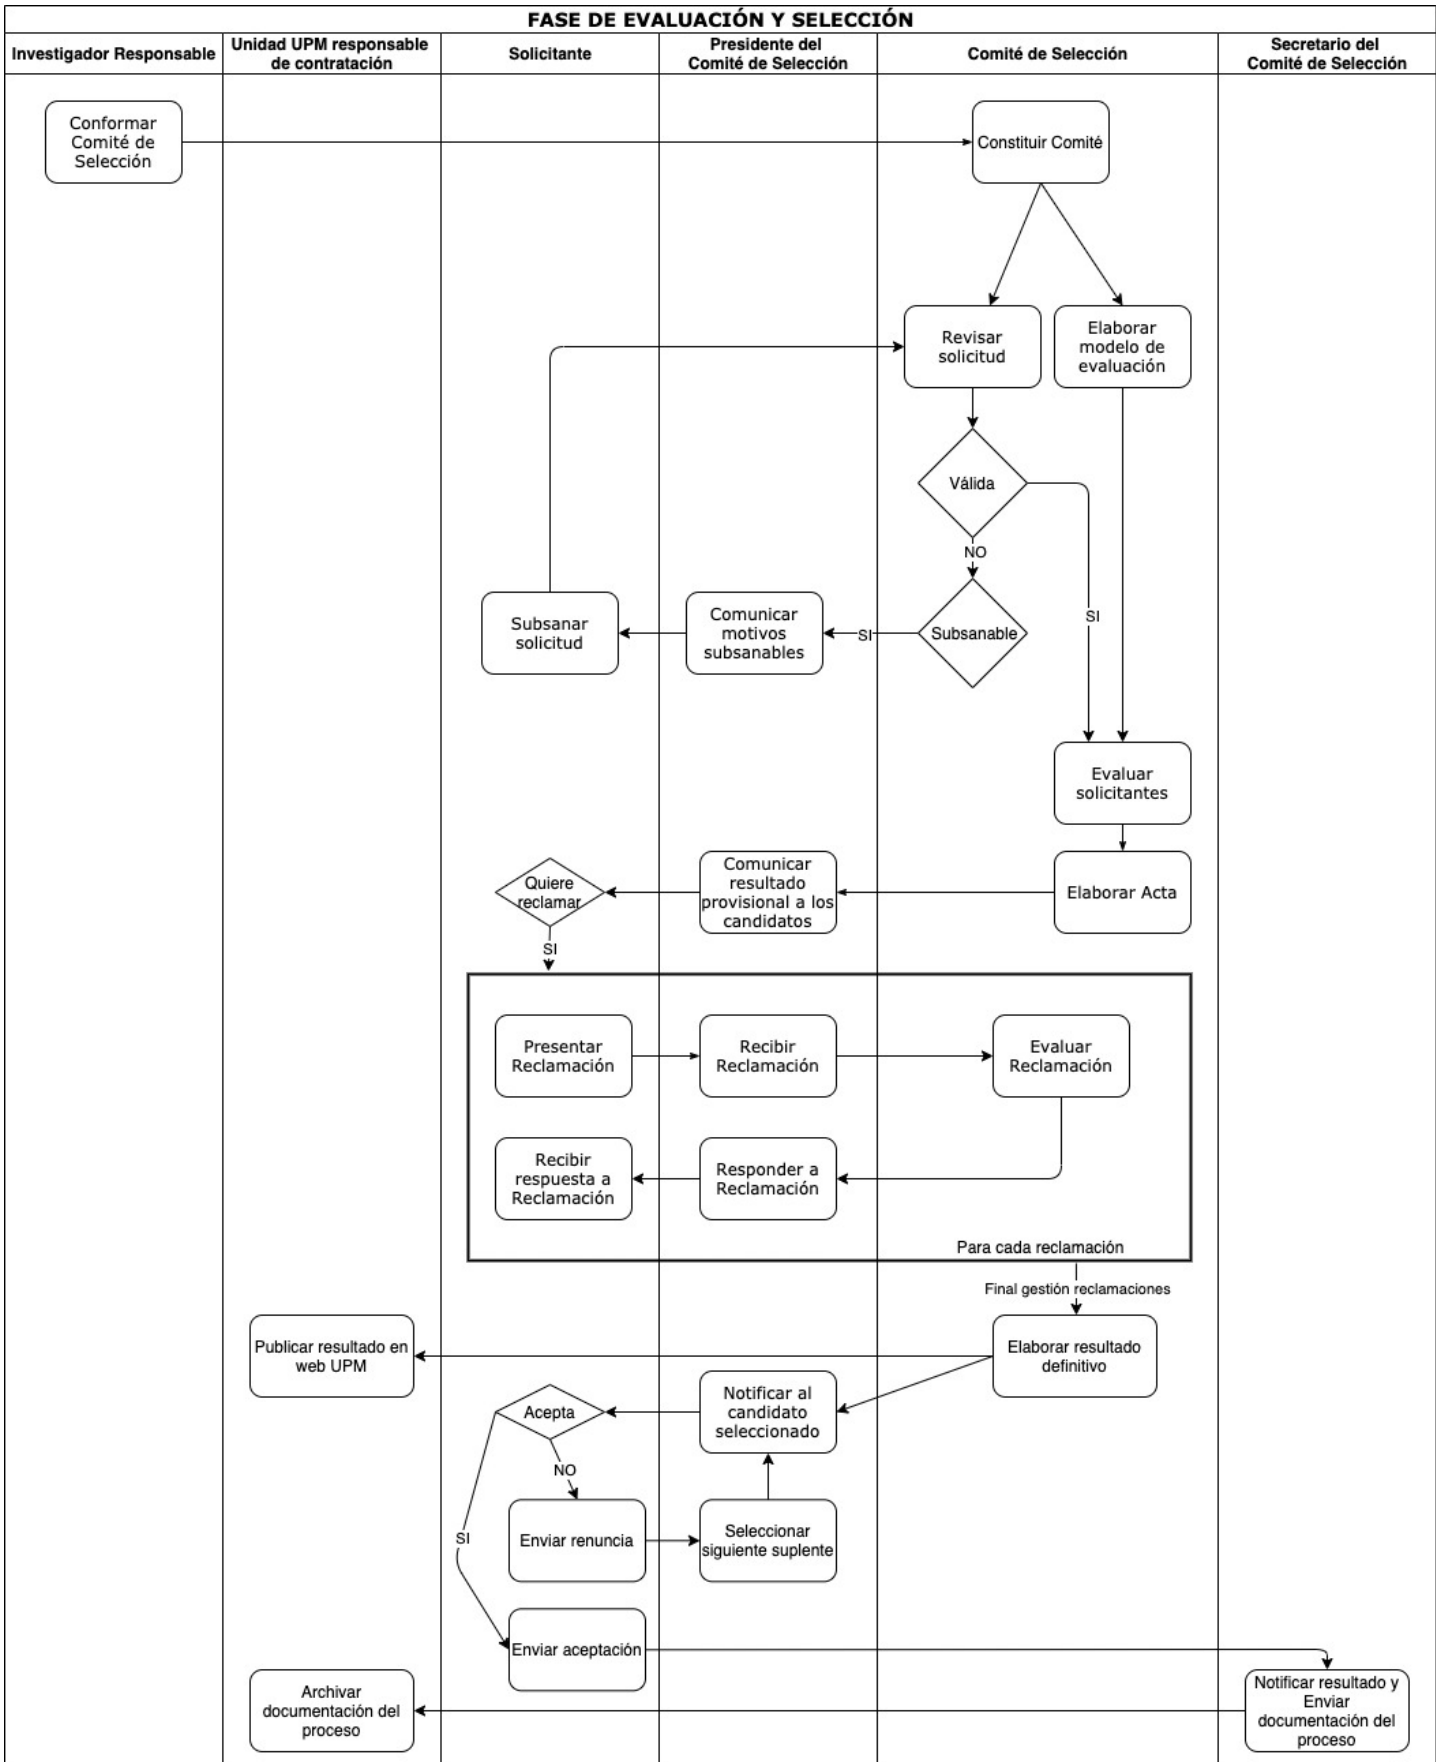 FASE DE EVALUACIÓN Y SELECCIÓN
Investigador Responsable
Unidad UPM responsable
de contratación
Solicitante
Presidente del
Comité de Selección
Comité de Selección
Secretario del
Comité de Selección
Conformar
Comité de
Selección
Constituir Comité
Revisar
solicitud
Elaborar
modelo de
evaluación
Válida
NO
SI
Subsanable
SI
Comunicar
motivos
subsanables
Subsanar
solicitud
Evaluar
solicitantes
Elaborar Acta
Comunicar
resultado
provisional a los
candidatos
Quiere
reclamar
SI
Presentar
Reclamación
Recibir
Reclamación
Evaluar
Reclamación
Recibir
respuesta a
Reclamación
Responder a
Reclamación
Para cada reclamación
Final gestión reclamaciones
Publicar resultado en
web UPM
Elaborar resultado
definitivo
Notificar al
candidato
seleccionado
Acepta
NO
SI
Enviar renuncia
Seleccionar
siguiente suplente
Enviar aceptación
Archivar
documentación del
proceso
Notificar resultado y
Enviar
documentación del
proceso